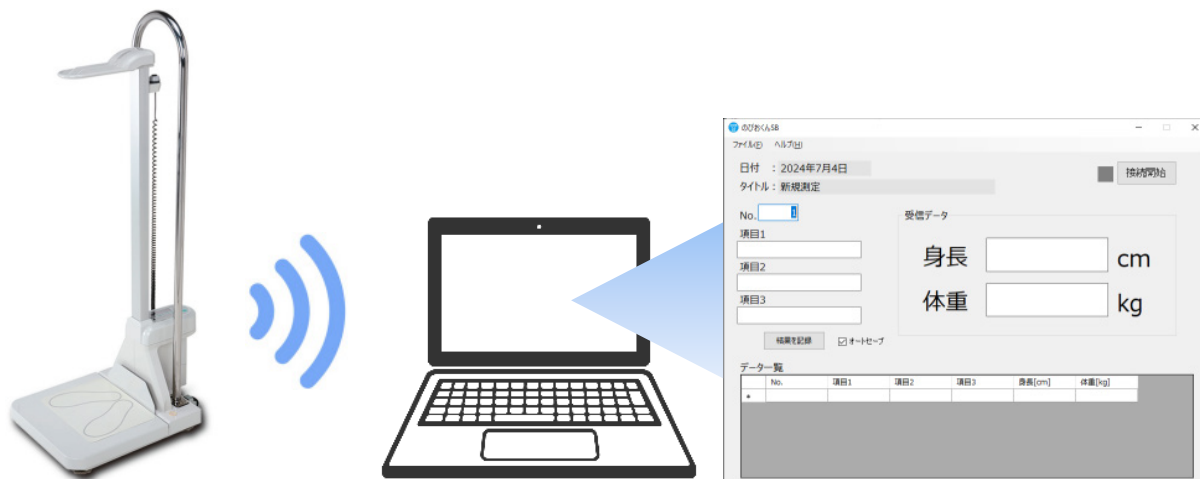 のびおくんSB
ファイル(F) ヘルプ(H)
日付 : 2024年7月4日
接続開始
タイトル : 新規測定
No. 1
受信データ
項目1
身長 cm
項目2
体重 kg
項目3
結果を記録 オートセーブ
データ一覧
No. 項目1 項目2 項目3 身長[cm] 体重[kg]